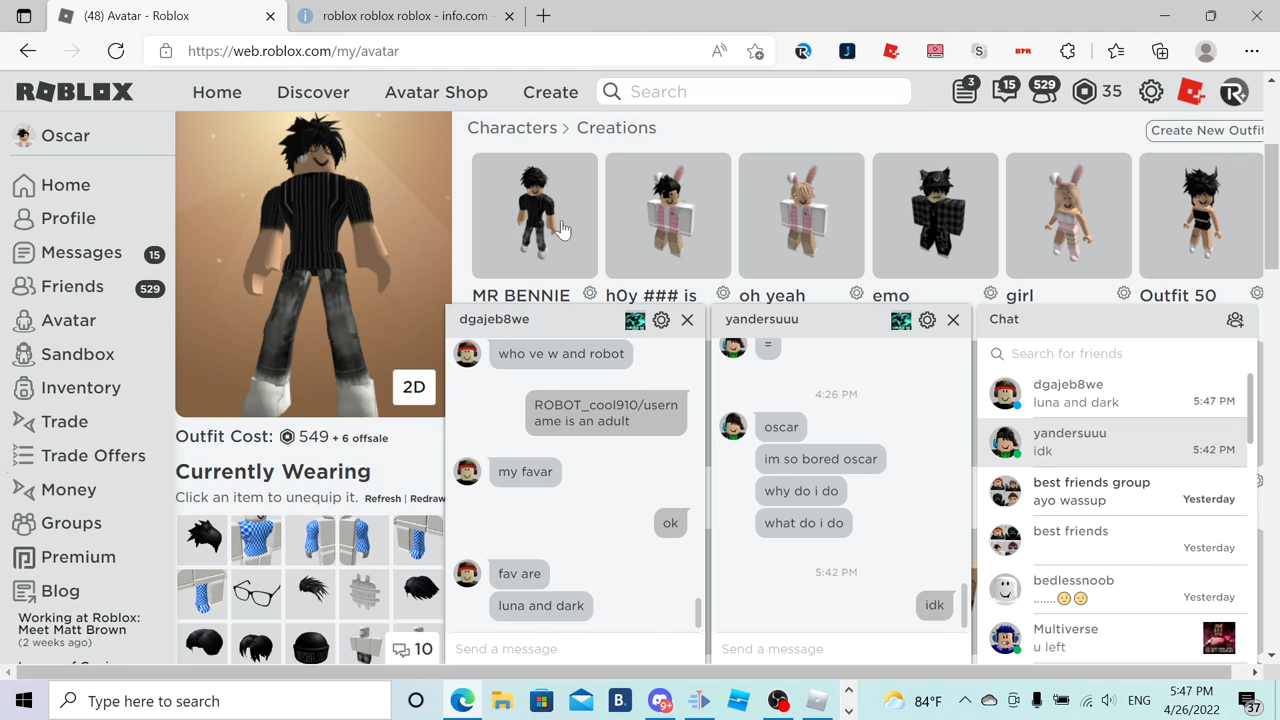 (48) Avatar - Roblox
roblox roblox roblox - info.com -
https://web.roblox.com/my/avatar
ROBLOX
Home
Discover
Avatar Shop
Create
Search
3
15
529
35
Oscar
Home
Profile
Messages
15
Friends
529
Avatar
Sandbox
Inventory
Trade
Trade Offers
Money
Groups
Premium
Blog
Working at Roblox:
Meet Matt Brown
(2 weeks ago)
2D
Outfit Cost: 549 + 6 offsale
Currently Wearing
Click an item to unequip it. Refresh | Redraw
10
Characters > Creations
Create New Outfit
MR BENNIE
h0y ### is
oh yeah
emo
girl
Outfit 50
dgajeb8we
who ve w and robot
ROBOT_cool910/usern
ame is an adult
my favar
ok
fav are
luna and dark
Send a message
yandersuuu
=
4:26 PM
oscar
im so bored oscar
why do i do
what do i do
5:42 PM
idk
Send a message
Chat
Search for friends
dgajeb8we
luna and dark
5:47 PM
yandersuuu
idk
5:42 PM
best friends group
ayo wassup
Yesterday
best friends
Yesterday
bedlessnoob
.......
Yesterday
Multiverse
u left
Type here to search
84°F
ENG
5:47 PM
4/26/2022
37